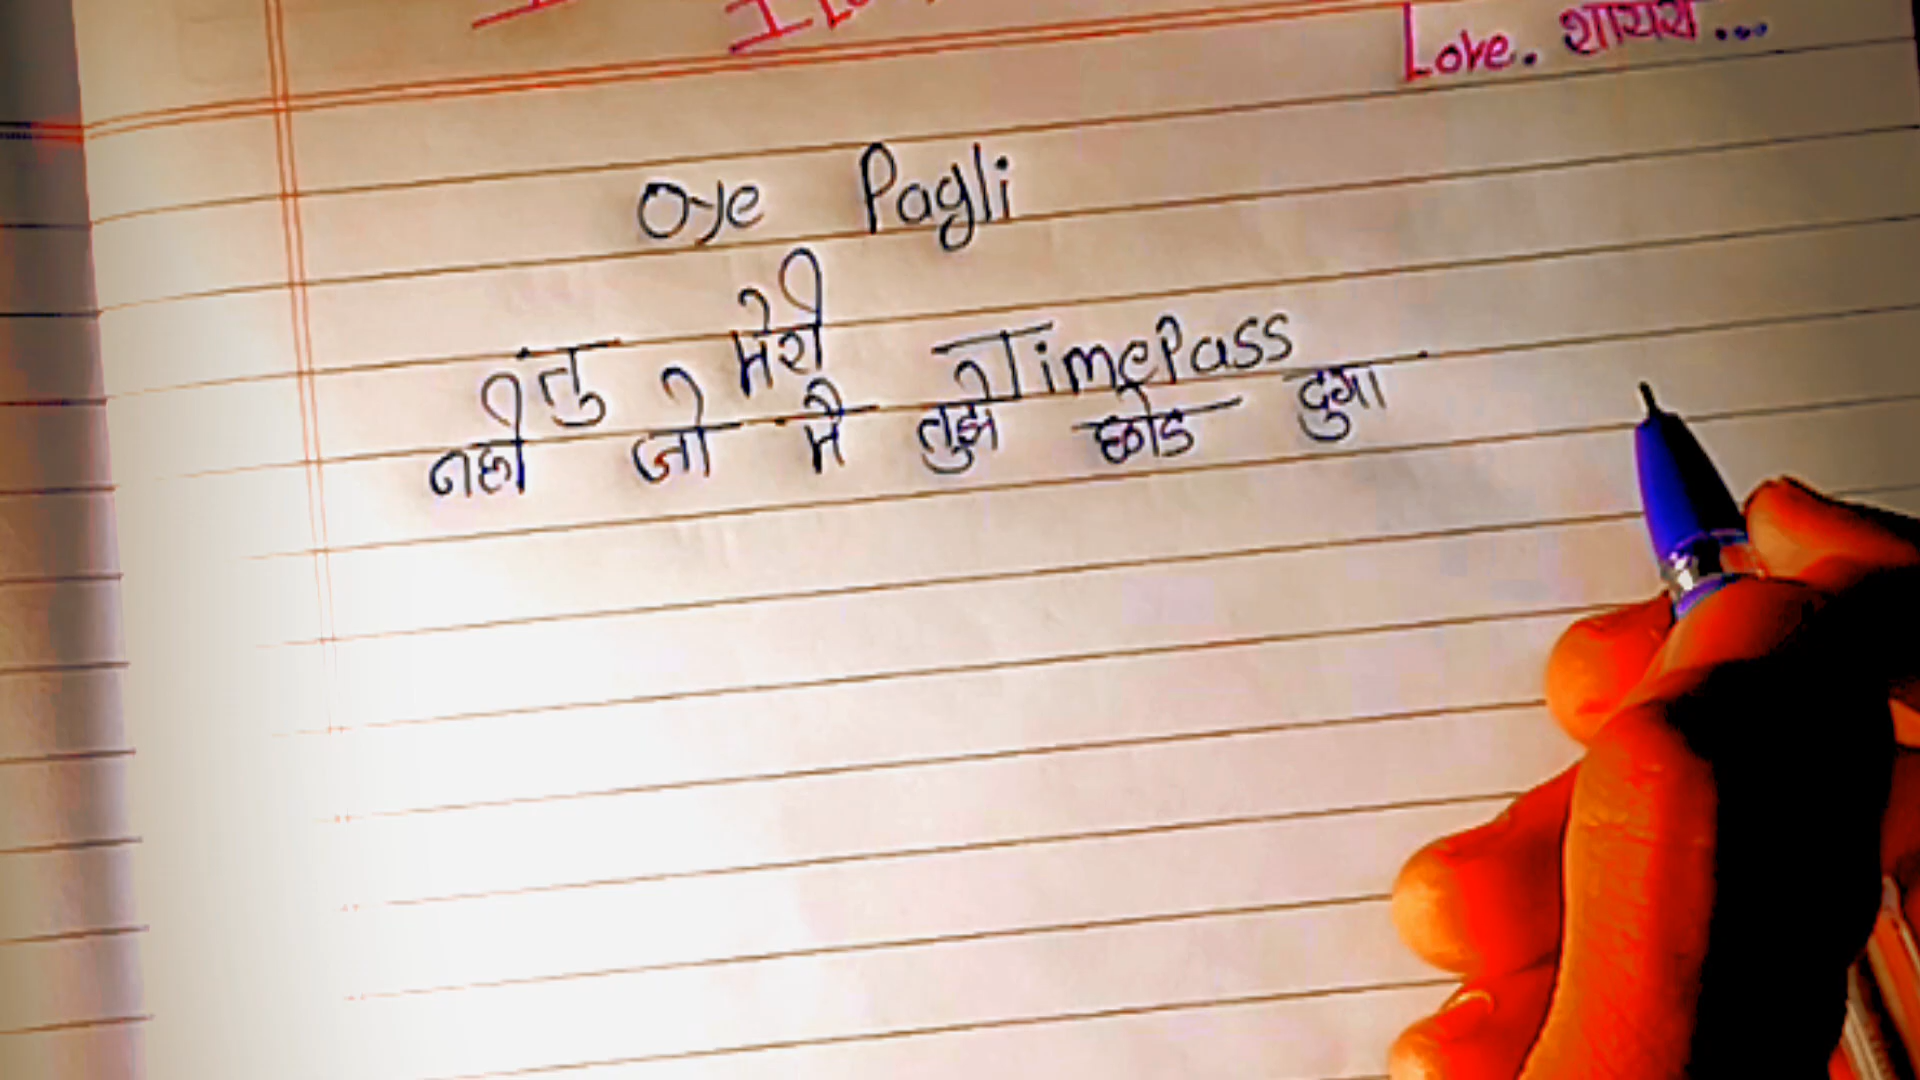 Love. शायरी...
Oye Pagli
तु मेरी TimePass
नही जो मै तुझे छोड दुगा